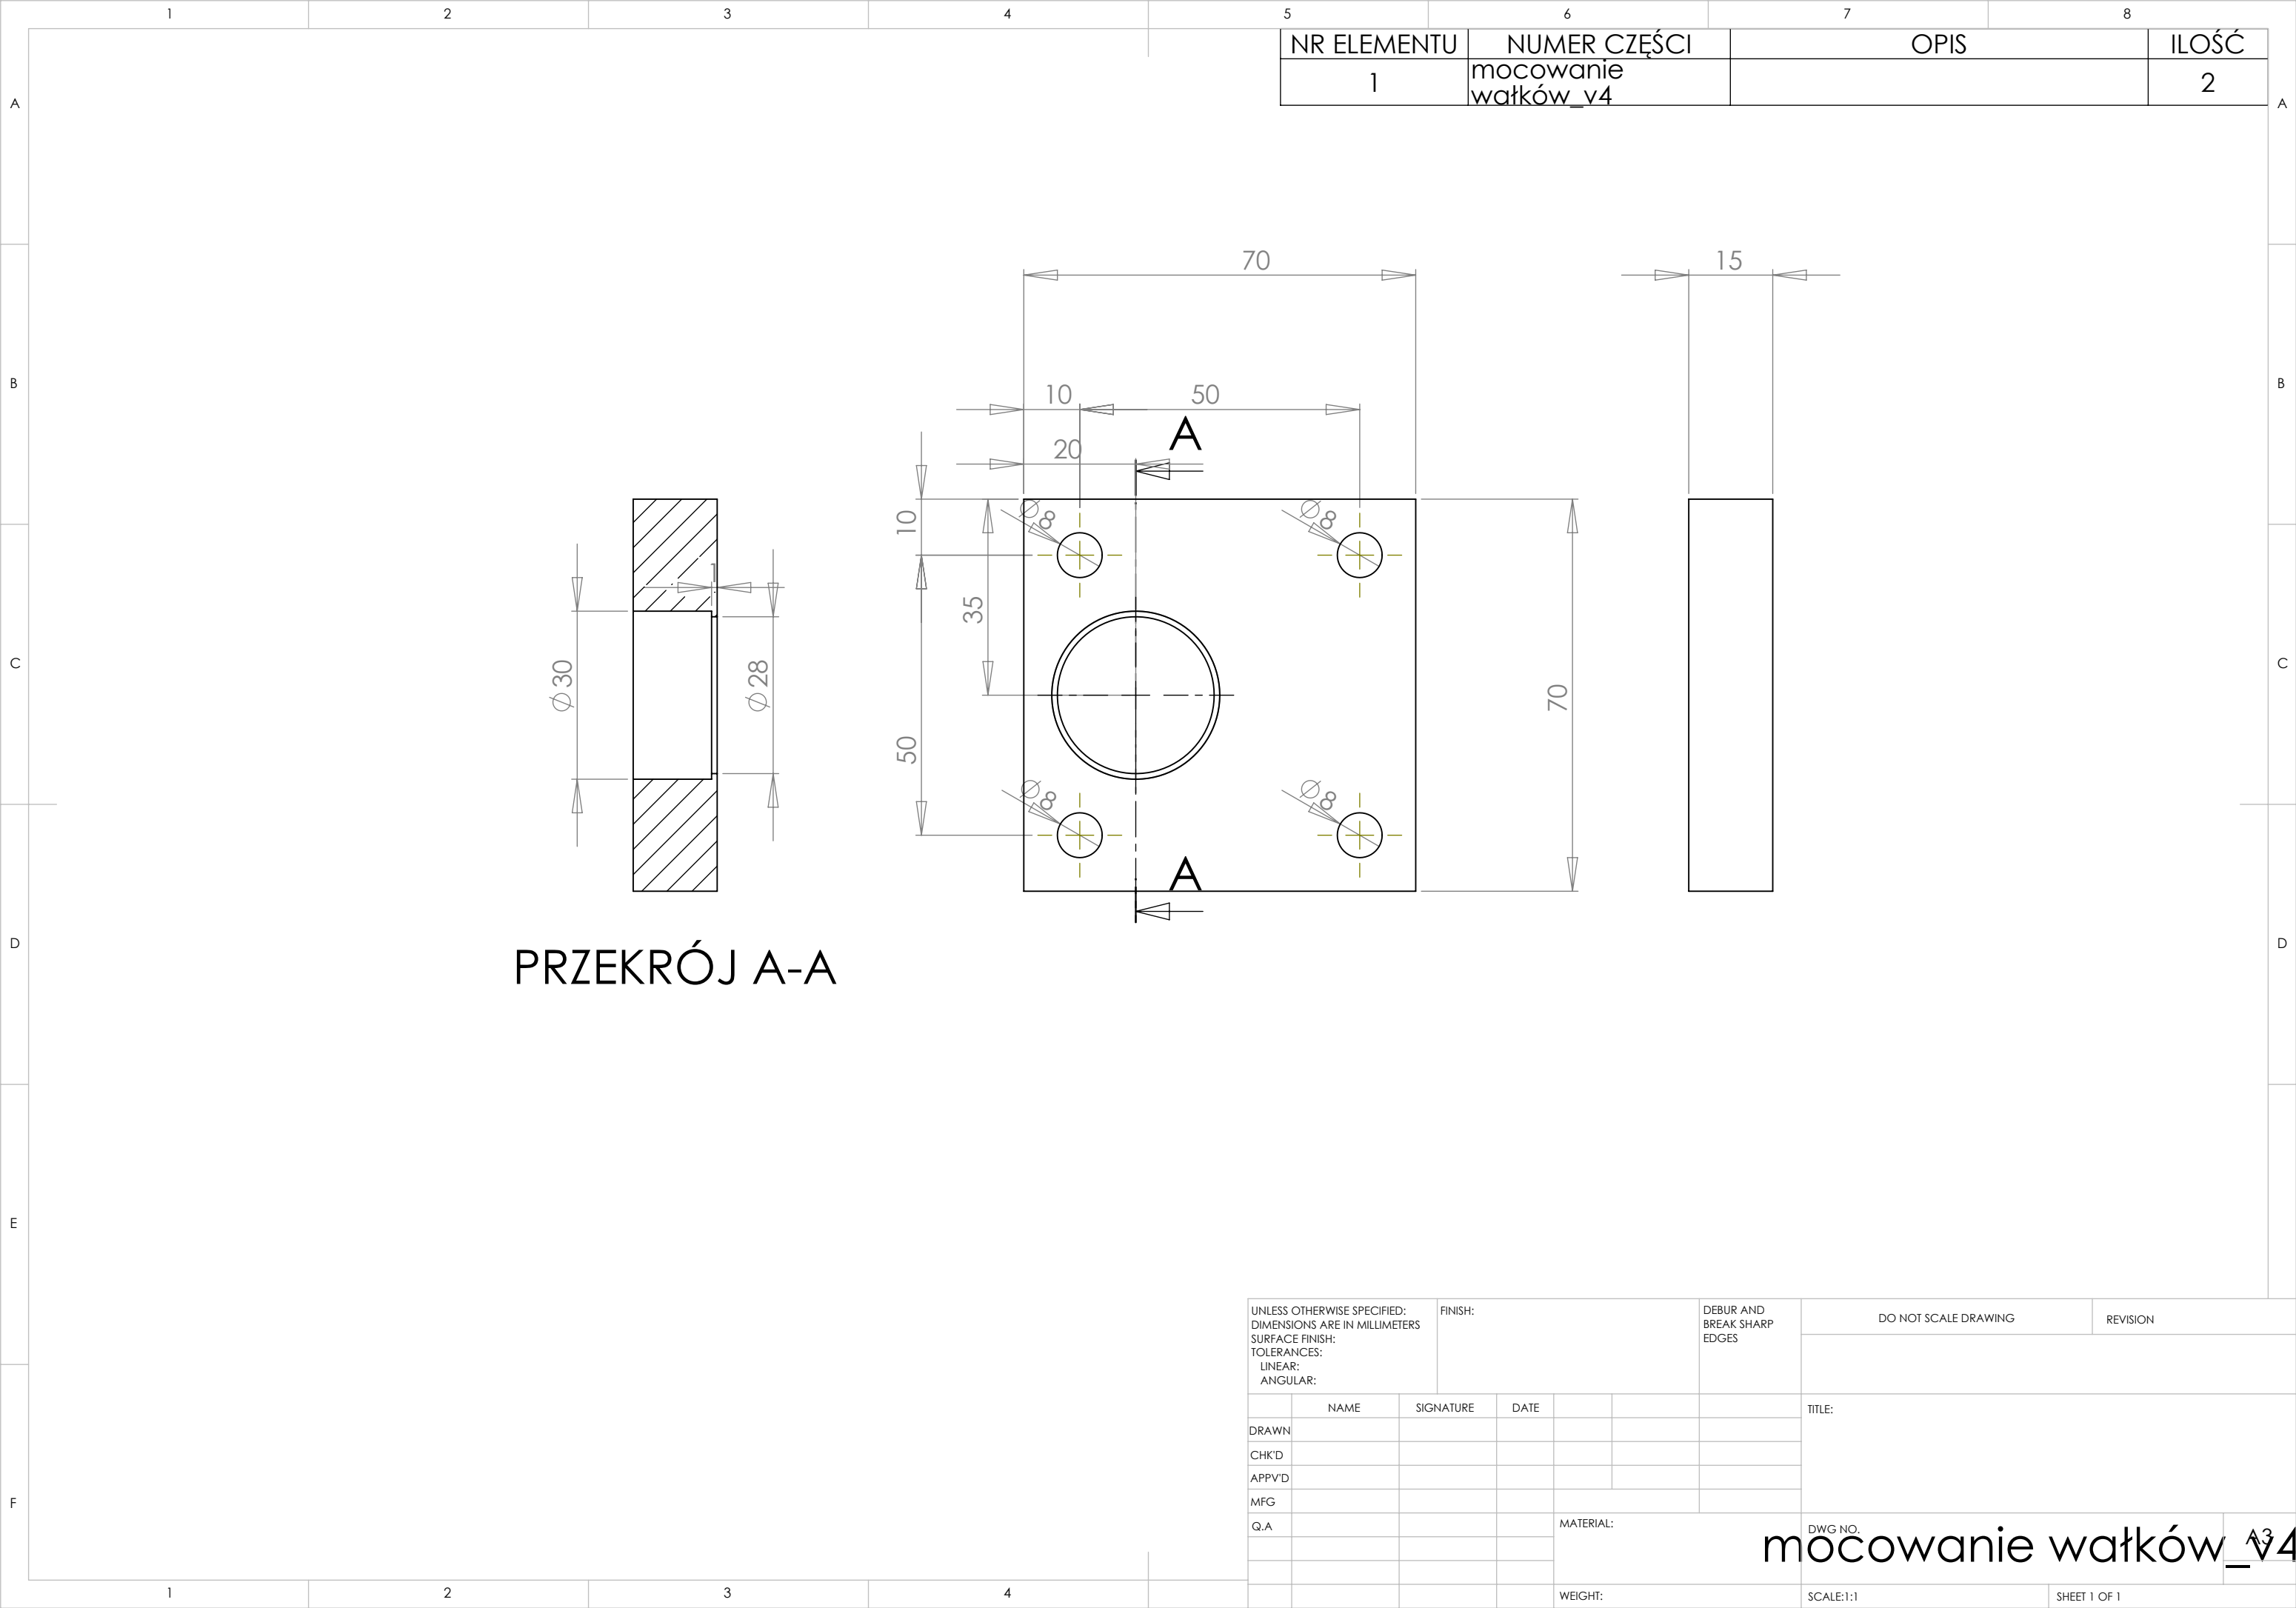 1 2 3 4 5 6 7 8
NR ELEMENTU NUMER CZĘŚCI OPIS ILOŚĆ
1 mocowanie wałków_v4 2
A A
70 15
B B
10 50
A
20
10
⌀8 ⌀8
1
35
C C
⌀30 ⌀28
70
50
⌀8 ⌀8
A
D D
PRZEKRÓJ A-A
E E
UNLESS OTHERWISE SPECIFIED:
DIMENSIONS ARE IN MILLIMETERS
SURFACE FINISH:
TOLERANCES:
LINEAR:
ANGULAR:
FINISH:
DEBUR AND
BREAK SHARP
EDGES
DO NOT SCALE DRAWING
REVISION
NAME SIGNATURE DATE
TITLE:
DRAWN
CHK'D
APPV'D
MFG
Q.A
F
MATERIAL:
DWG NO.
mocowanie wałków_v4
A3
WEIGHT:
SCALE:1:1
SHEET 1 OF 1
1 2 3 4